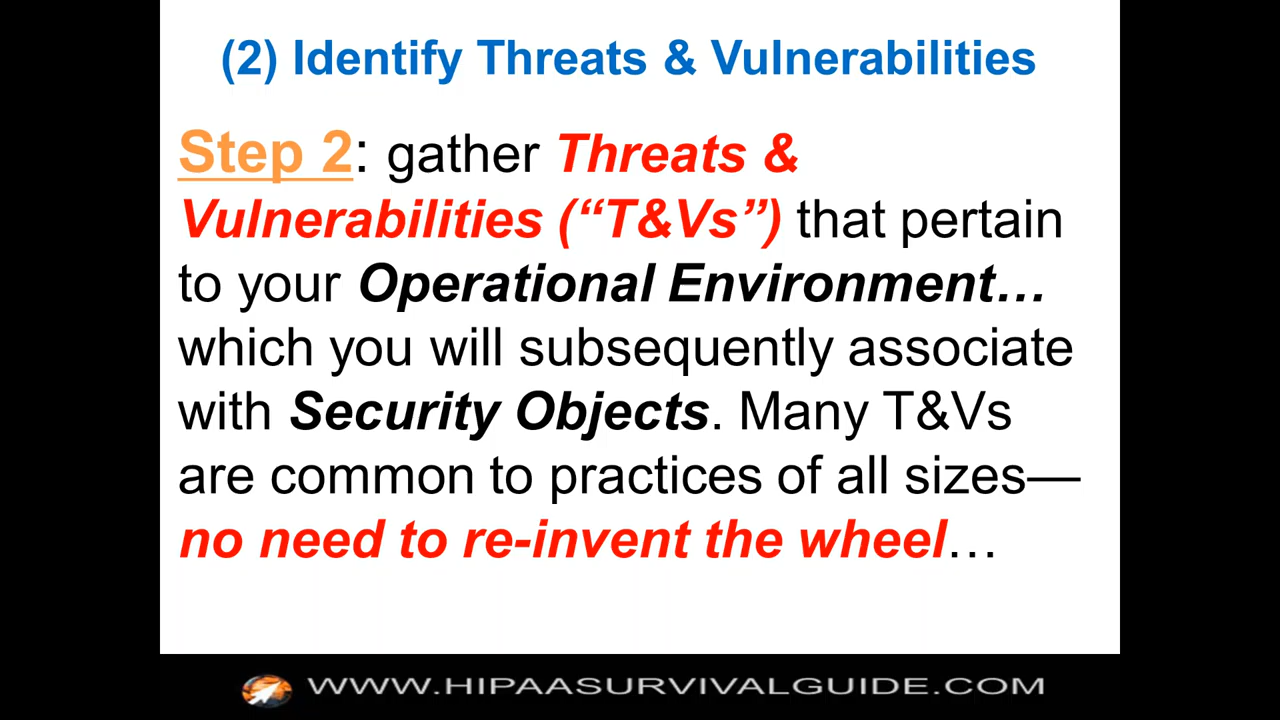 (2) Identify Threats & Vulnerabilities
Step 2: gather Threats &
Vulnerabilities (“T&Vs”) that pertain
to your Operational Environment…
which you will subsequently associate
with Security Objects. Many T&Vs
are common to practices of all sizes—
no need to re-invent the wheel…
WWW.HIPAASURVIVALGUIDE.COM